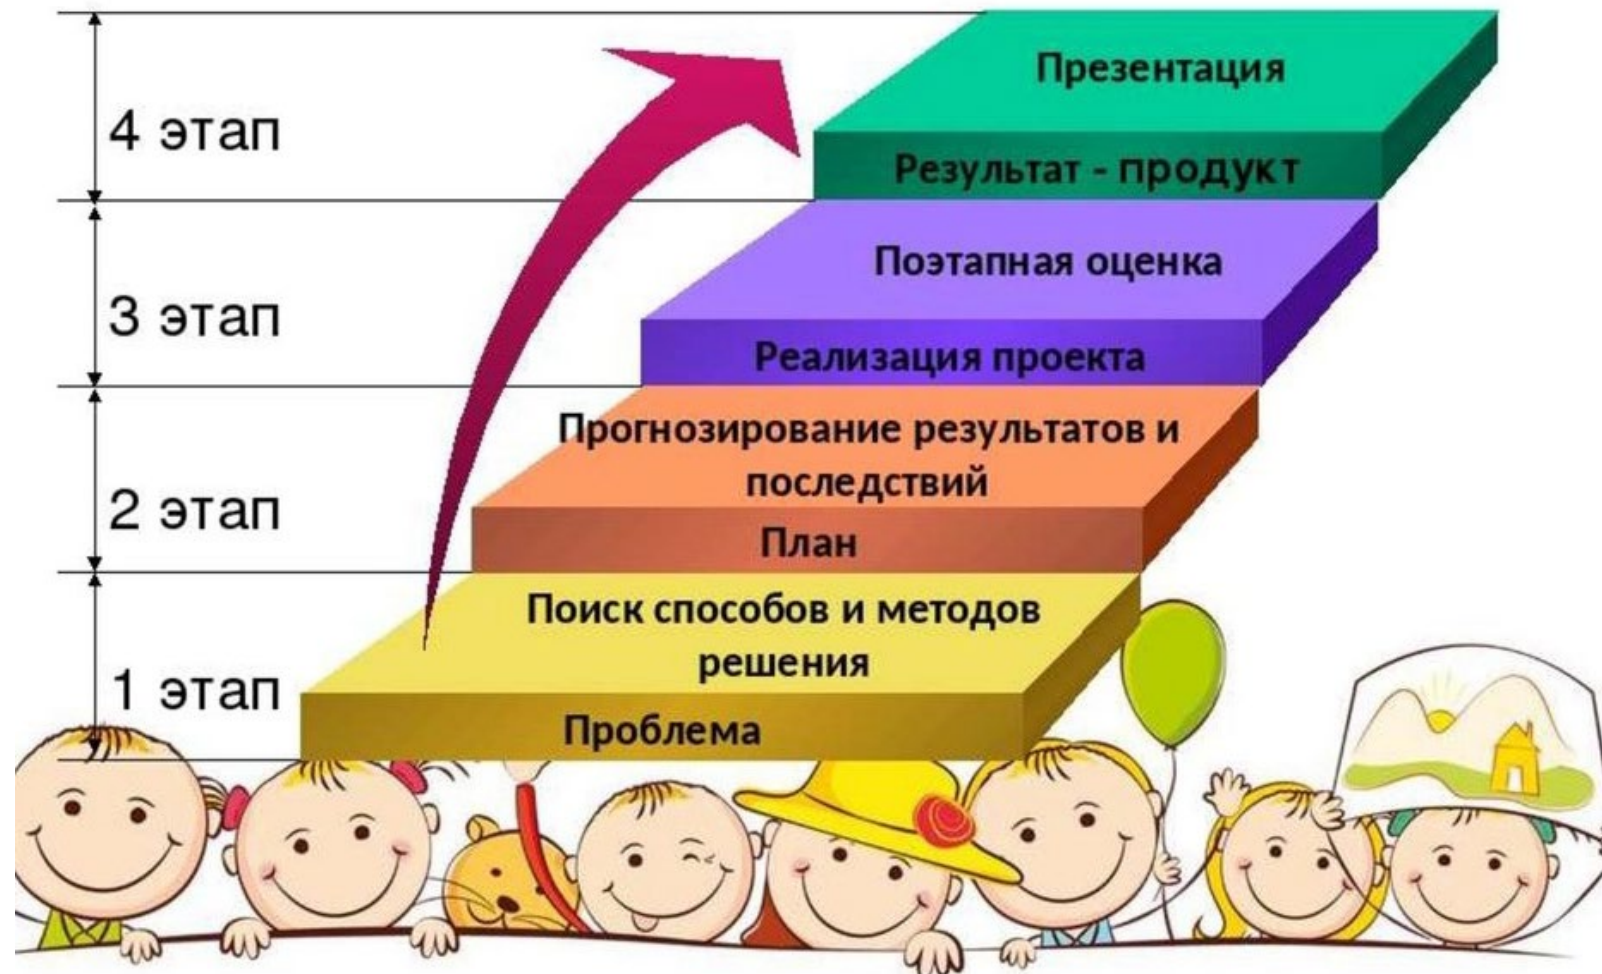 4 этап
Презентация
Результат - продукт
3 этап
Поэтапная оценка
Реализация проекта
2 этап
Прогнозирование результатов и
последствий
План
1 этап
Поиск способов и методов
решения
Проблема